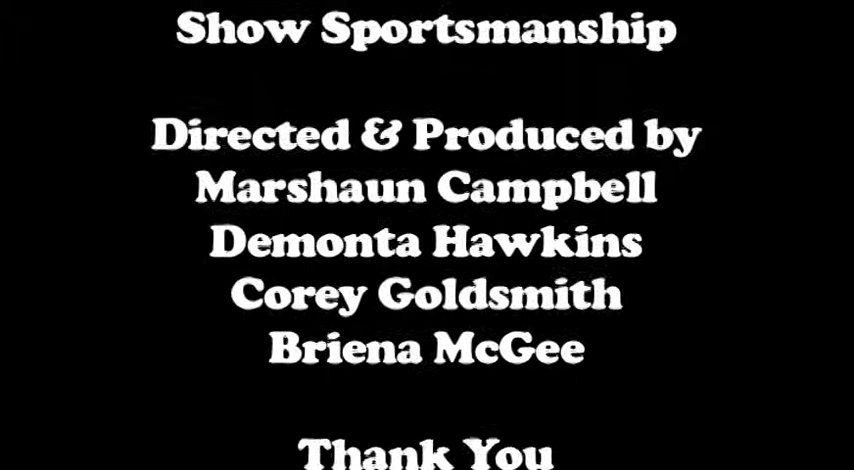 Show Sportsmanship
Directed & Produced by
Marshaun Campbell
Demonta Hawkins
Corey Goldsmith
Briena McGee
Thank You